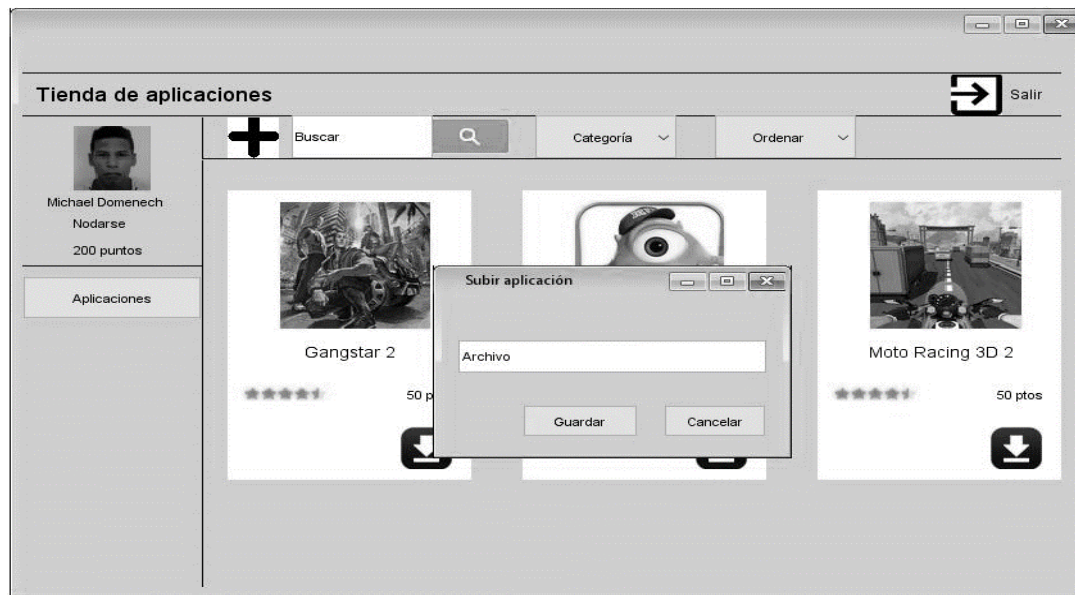 Tienda de aplicaciones
Salir
Buscar
Categoría
Ordenar
Michael Domenech
Nodarse
200 puntos
Aplicaciones
Subir aplicación
Archivo
Guardar
Cancelar
Gangstar 2
50 p
Moto Racing 3D 2
50 ptos